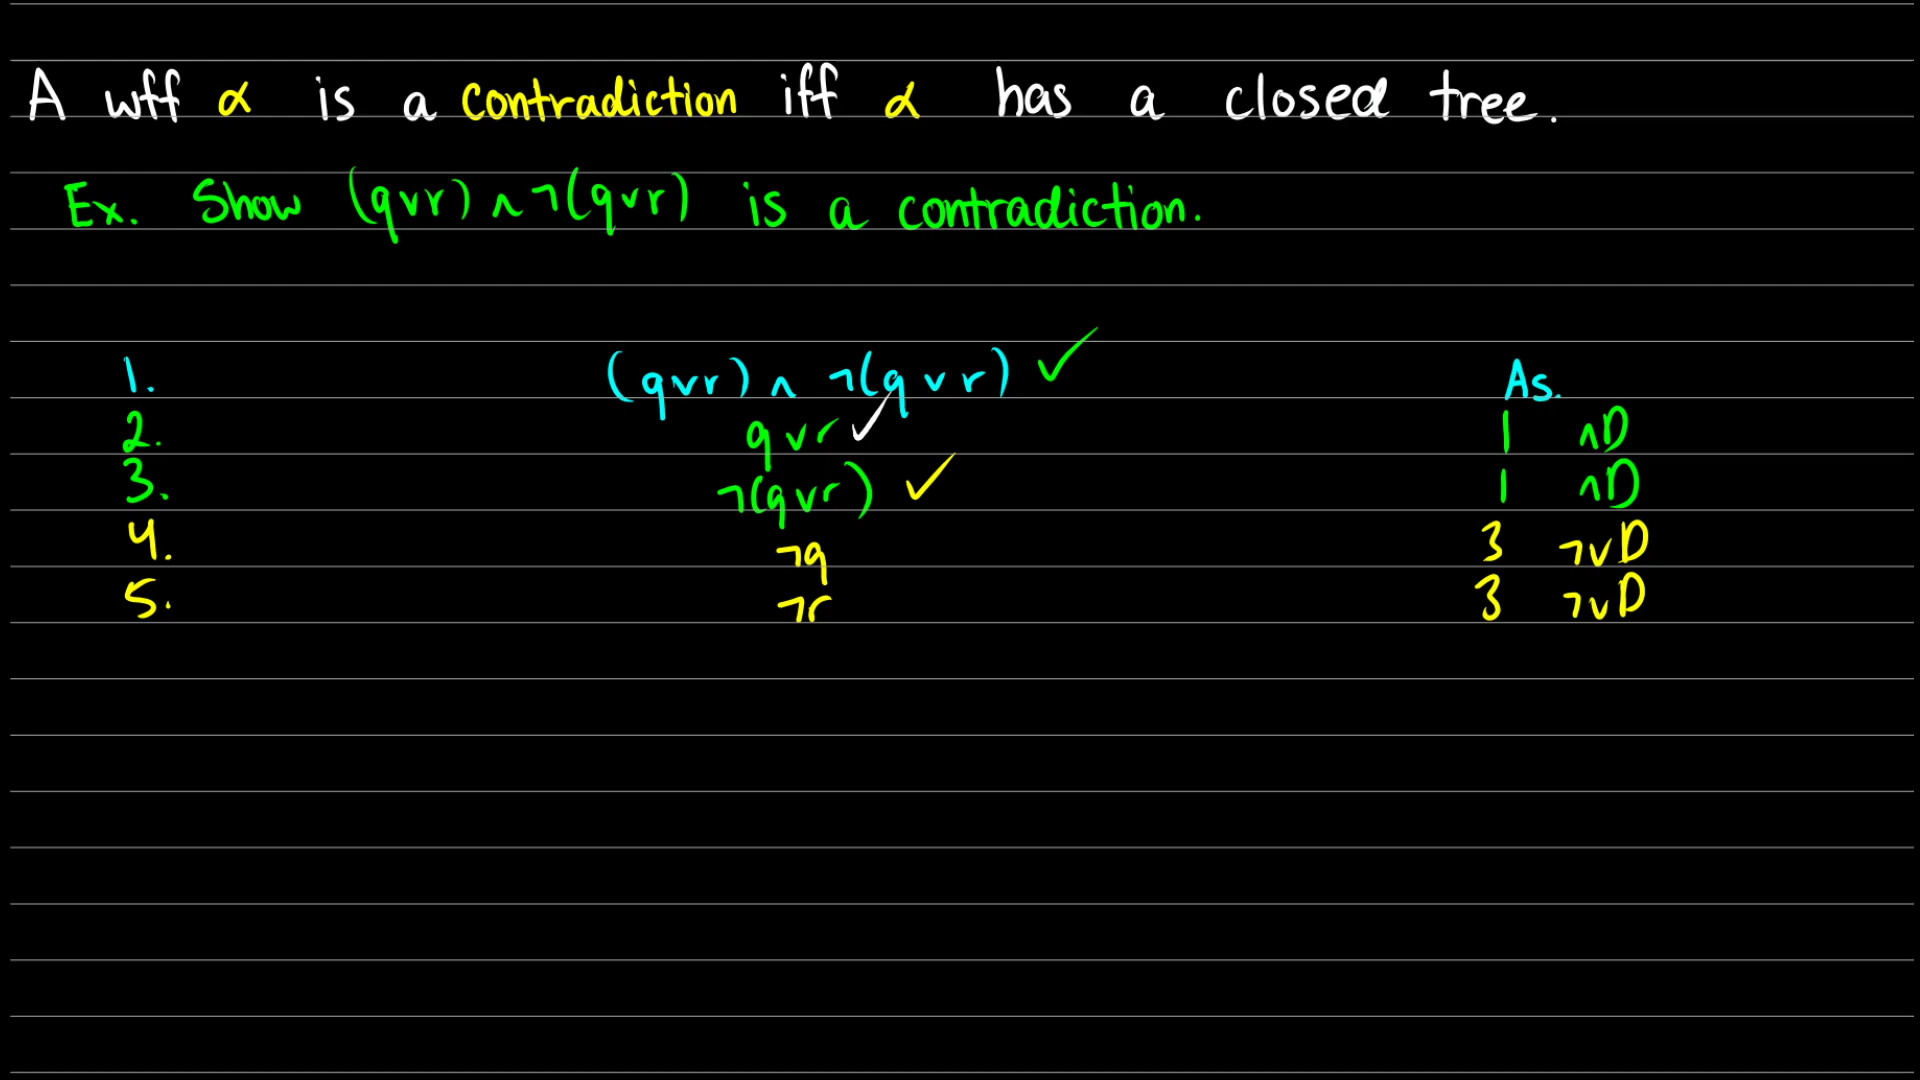 A wff α is a contradiction iff α has a closed tree.
Ex. Show (q∨r)∧¬(q∨r) is a contradiction.
1. (q∨r) ∧ ¬(q∨r) ✓ As.
2. q∨r ✓ 1 ∧D
3. ¬(q∨r) ✓ 1 ∧D
4. ¬q 3 ¬∨D
5. ¬r 3 ¬∨D